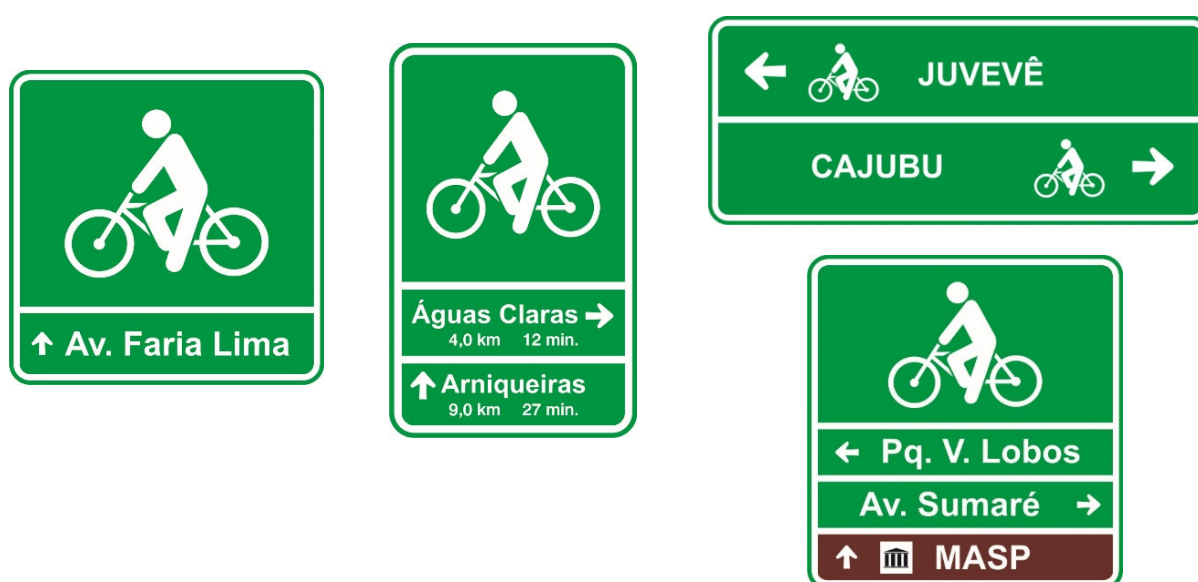 Av. Faria Lima
Águas Claras
4,0 km 12 min.
Arniqueiras
9,0 km 27 min.
JUVEVÊ
CAJUBU
Pq. V. Lobos
Av. Sumaré
MASP